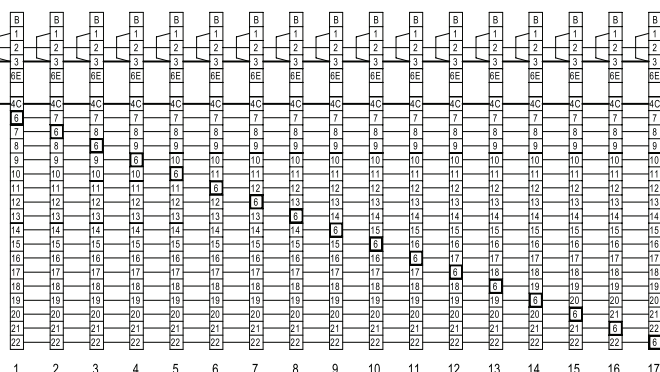 B B B B B B B B B B B B B B B B B
1 1 1 1 1 1 1 1 1 1 1 1 1 1 1 1 1
2 2 2 2 2 2 2 2 2 2 2 2 2 2 2 2 2
3 3 3 3 3 3 3 3 3 3 3 3 3 3 3 3 3
6E 6E 6E 6E 6E 6E 6E 6E 6E 6E 6E 6E 6E 6E 6E 6E 6E
4C 4C 4C 4C 4C 4C 4C 4C 4C 4C 4C 4C 4C 4C 4C 4C 4C
6 7 7 7 7 7 7 7 7 7 7 7 7 7 7 7 7
7 6 8 8 8 8 8 8 8 8 8 8 8 8 8 8 8
8 8 6 9 9 9 9 9 9 9 9 9 9 9 9 9 9
9 9 9 6 10 10 10 10 10 10 10 10 10 10 10 10 10
10 10 10 10 6 11 11 11 11 11 11 11 11 11 11 11 11
11 11 11 11 11 6 12 12 12 12 12 12 12 12 12 12 12
12 12 12 12 12 12 6 13 13 13 13 13 13 13 13 13 13
13 13 13 13 13 13 13 6 14 14 14 14 14 14 14 14 14
14 14 14 14 14 14 14 14 6 15 15 15 15 15 15 15 15
15 15 15 15 15 15 15 15 15 6 16 16 16 16 16 16 16
16 16 16 16 16 16 16 16 16 16 6 17 17 17 17 17 17
17 17 17 17 17 17 17 17 17 17 17 6 18 18 18 18 18
18 18 18 18 18 18 18 18 18 18 18 18 6 19 19 19 19
19 19 19 19 19 19 19 19 19 19 19 19 19 6 20 20 20
20 20 20 20 20 20 20 20 20 20 20 20 20 20 6 21 21
21 21 21 21 21 21 21 21 21 21 21 21 21 21 21 6 22
22 22 22 22 22 22 22 22 22 22 22 22 22 22 22 22 6
1 2 3 4 5 6 7 8 9 10 11 12 13 14 15 16 17